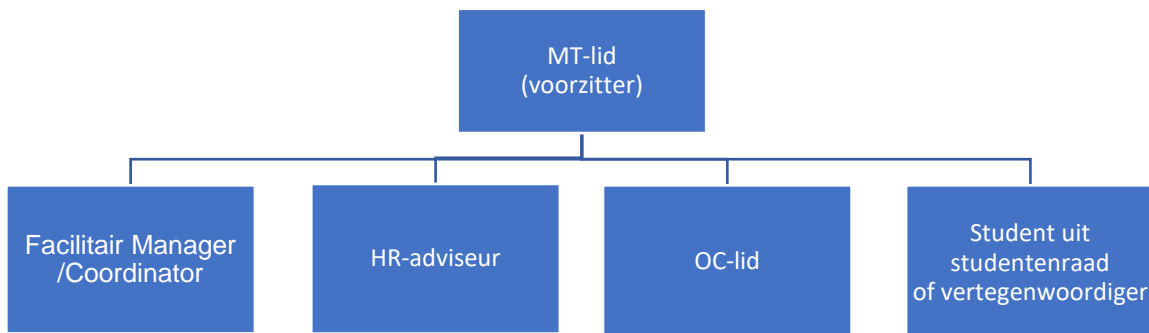 MT-lid
(voorzitter)
Facilitair Manager
/Coordinator
HR-adviseur
OC-lid
Student uit
studentenraad
of vertegenwoordiger